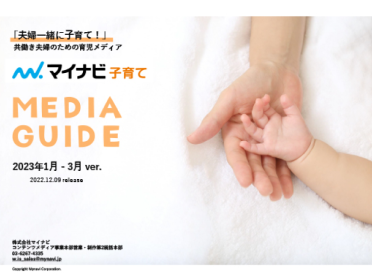 「夫婦一緒に子育て！」
共働き夫婦のための育児メディア
マイナビ子育て
MEDIA
GUIDE
2023年1月 - 3月 ver.
2022.12.09 release
株式会社マイナビ
コンテンツメディア事業本部営業・制作第2統括本部
03-6267-4335
Copyright Mynavi Corporation